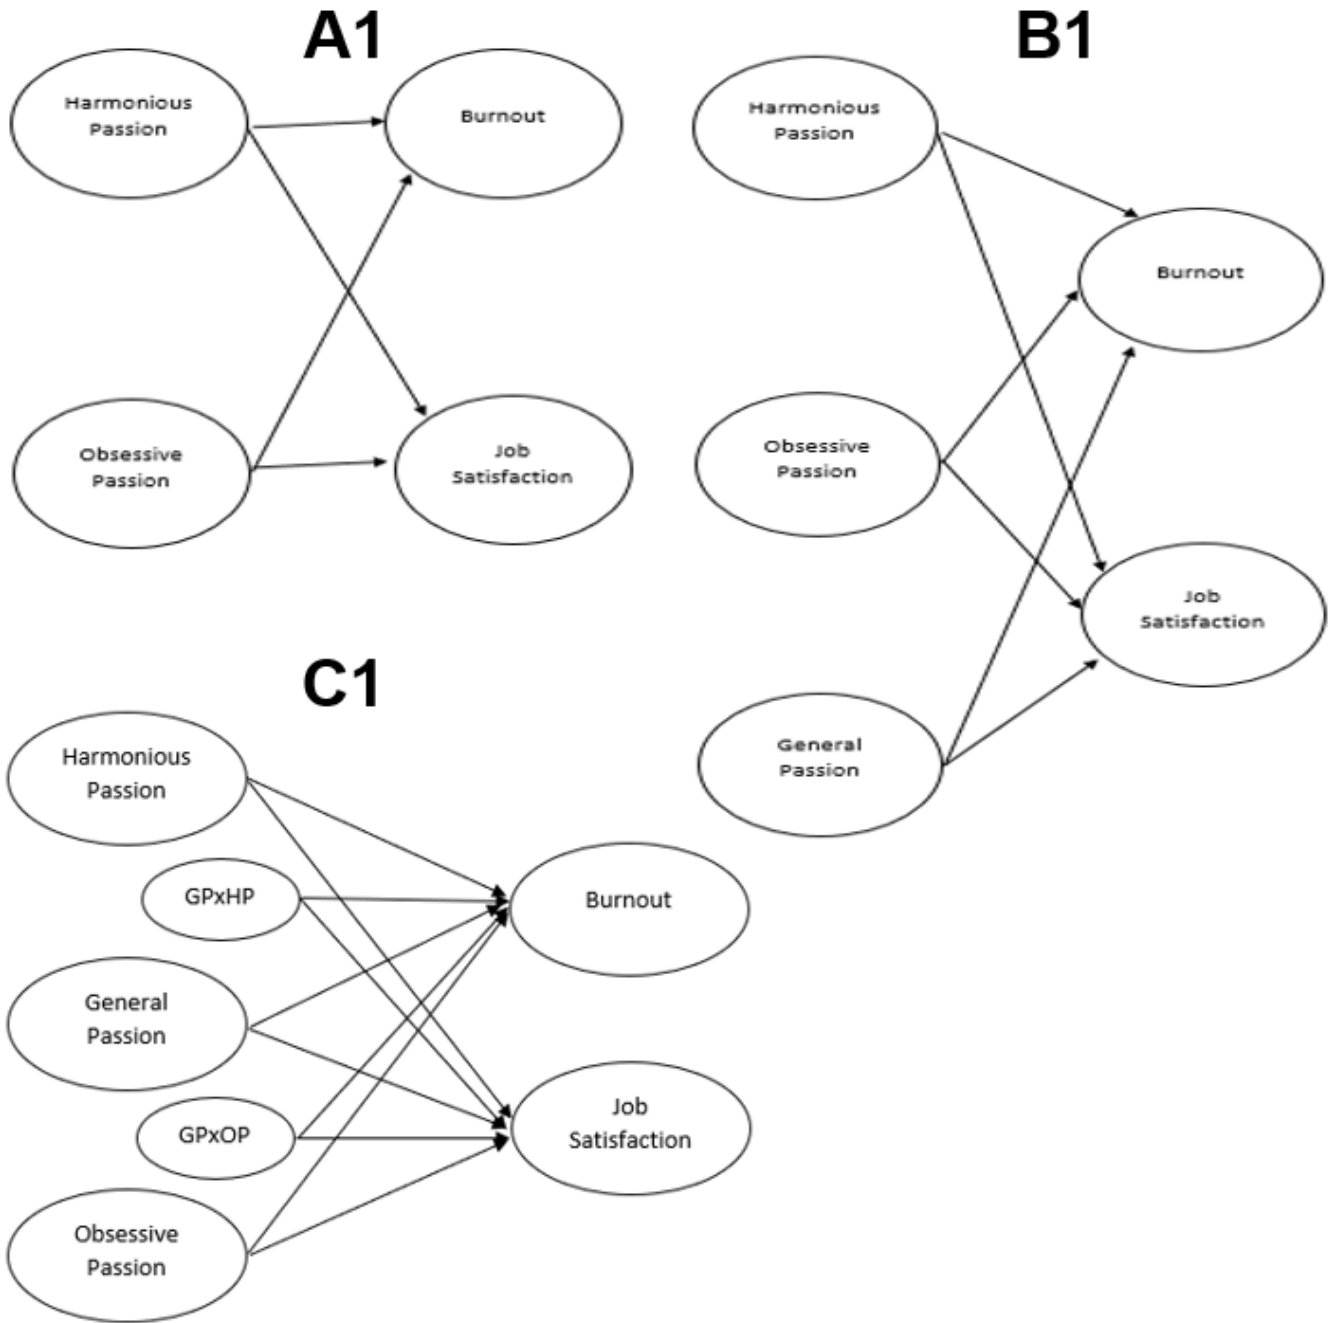 A1
Harmonious
Passion
Burnout
Obsessive
Passion
Job
Satisfaction
B1
Harmonious
Passion
Burnout
Obsessive
Passion
Job
Satisfaction
General
Passion
C1
Harmonious
Passion
GPxHP
Burnout
General
Passion
GPxOP
Job
Satisfaction
Obsessive
Passion